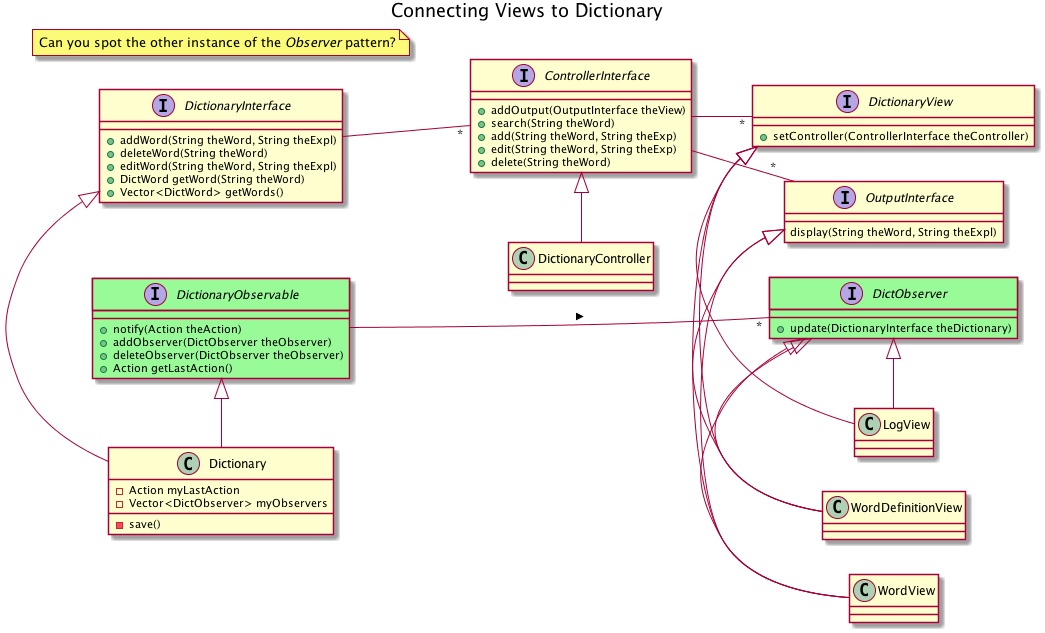 Connecting Views to Dictionary
Can you spot the other instance of the Observer pattern?
I DictionaryInterface
addWord(String theWord, String theExpl)
deleteWord(String theWord)
editWord(String theWord, String theExpl)
DictWord getWord(String theWord)
Vector<DictWord> getWords()
*
I ControllerInterface
addOutput(OutputInterface theView)
search(String theWord)
add(String theWord, String theExp)
edit(String theWord, String theExp)
delete(String theWord)
*
*
I DictionaryView
setController(ControllerInterface theController)
I OutputInterface
display(String theWord, String theExpl)
C DictionaryController
I DictionaryObservable
notify(Action theAction)
addObserver(DictObserver theObserver)
deleteObserver(DictObserver theObserver)
Action getLastAction()
*
I DictObserver
update(DictionaryInterface theDictionary)
C Dictionary
Action myLastAction
Vector<DictObserver> myObservers
save()
C LogView
C WordDefinitionView
C WordView